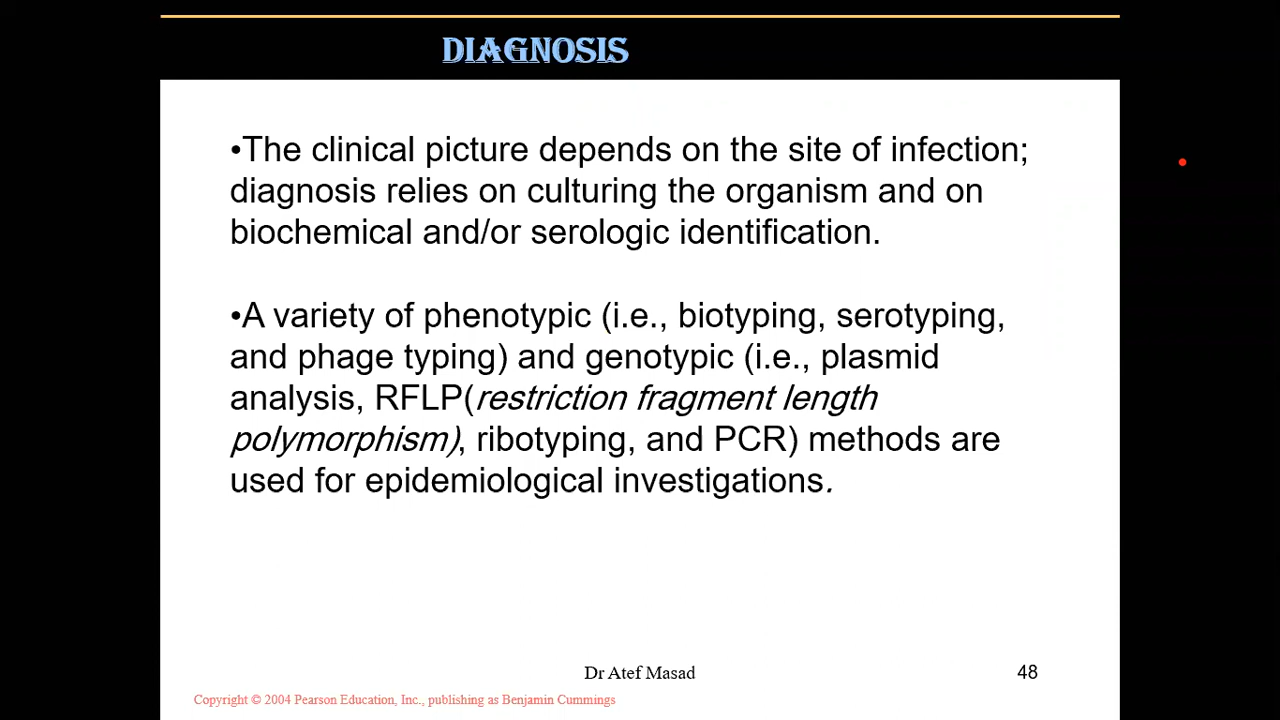 DIAGNOSIS
•The clinical picture depends on the site of infection;
diagnosis relies on culturing the organism and on
biochemical and/or serologic identification.
•A variety of phenotypic (i.e., biotyping, serotyping,
and phage typing) and genotypic (i.e., plasmid
analysis, RFLP(restriction fragment length
polymorphism), ribotyping, and PCR) methods are
used for epidemiological investigations.
Dr Atef Masad
48
Copyright © 2004 Pearson Education, Inc., publishing as Benjamin Cummings